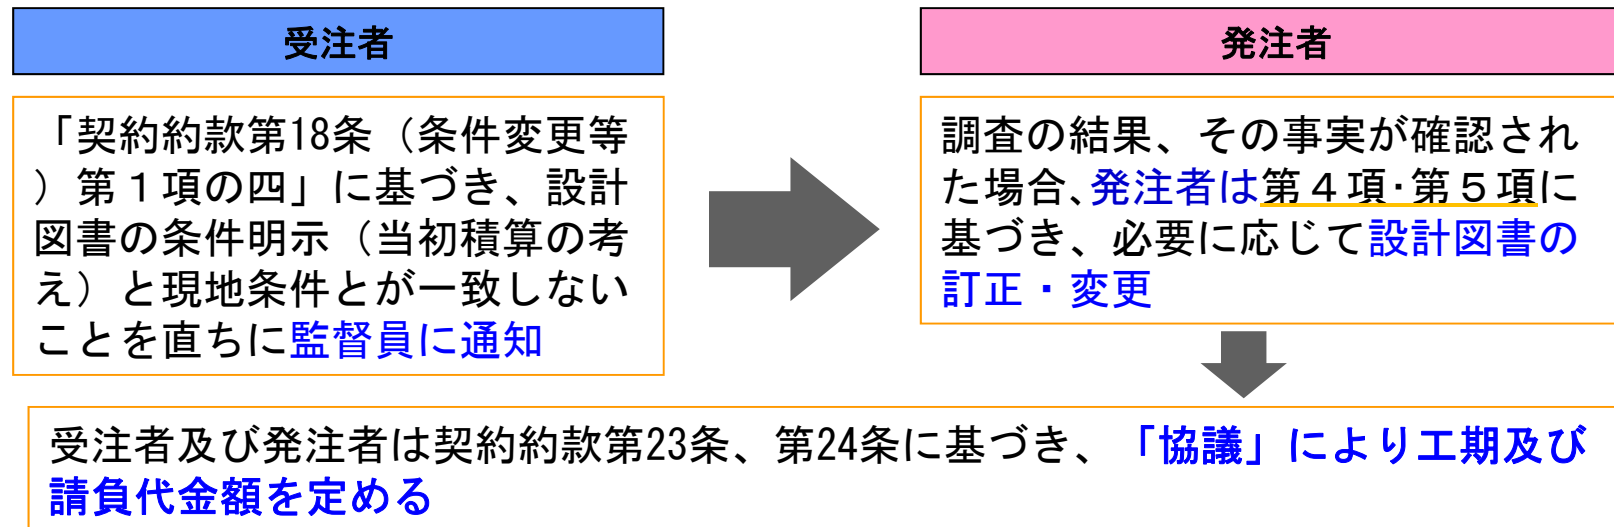 受注者
「契約約款第18条（条件変更等
）第１項の四」に基づき、設計
図書の条件明示（当初積算の考
え）と現地条件とが一致しない
ことを直ちに監督員に通知
発注者
調査の結果、その事実が確認され
た場合、発注者は第４項･第５項に
基づき、必要に応じて設計図書の
訂正・変更
受注者及び発注者は契約約款第23条、第24条に基づき、「協議」により工期及び
請負代金額を定める